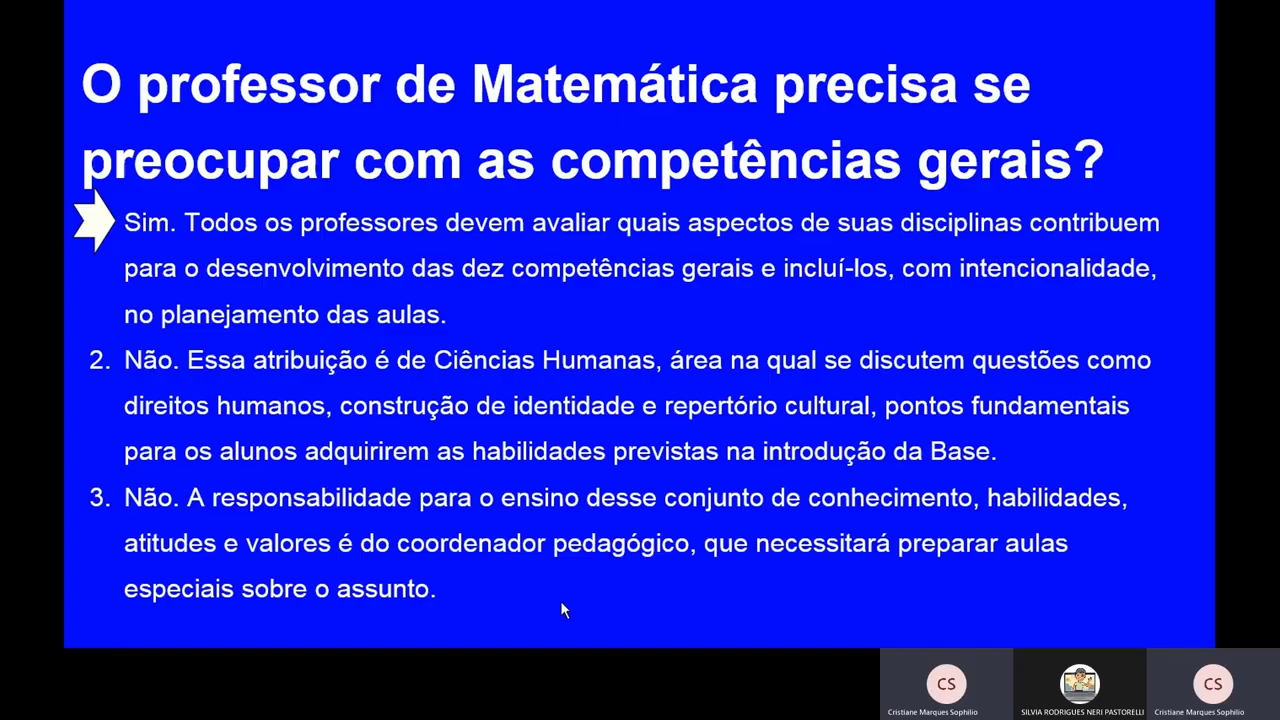 O professor de Matemática precisa se
preocupar com as competências gerais?
Sim. Todos os professores devem avaliar quais aspectos de suas disciplinas contribuem
para o desenvolvimento das dez competências gerais e incluí-los, com intencionalidade,
no planejamento das aulas.
2. Não. Essa atribuição é de Ciências Humanas, área na qual se discutem questões como
direitos humanos, construção de identidade e repertório cultural, pontos fundamentais
para os alunos adquirirem as habilidades previstas na introdução da Base.
3. Não. A responsabilidade para o ensino desse conjunto de conhecimento, habilidades,
atitudes e valores é do coordenador pedagógico, que necessitará preparar aulas
especiais sobre o assunto.
CS
CS
Cristiane Marques Sophilio
SILVIA RODRIGUES NERI PASTORELLI
Cristiane Marques Sophilio